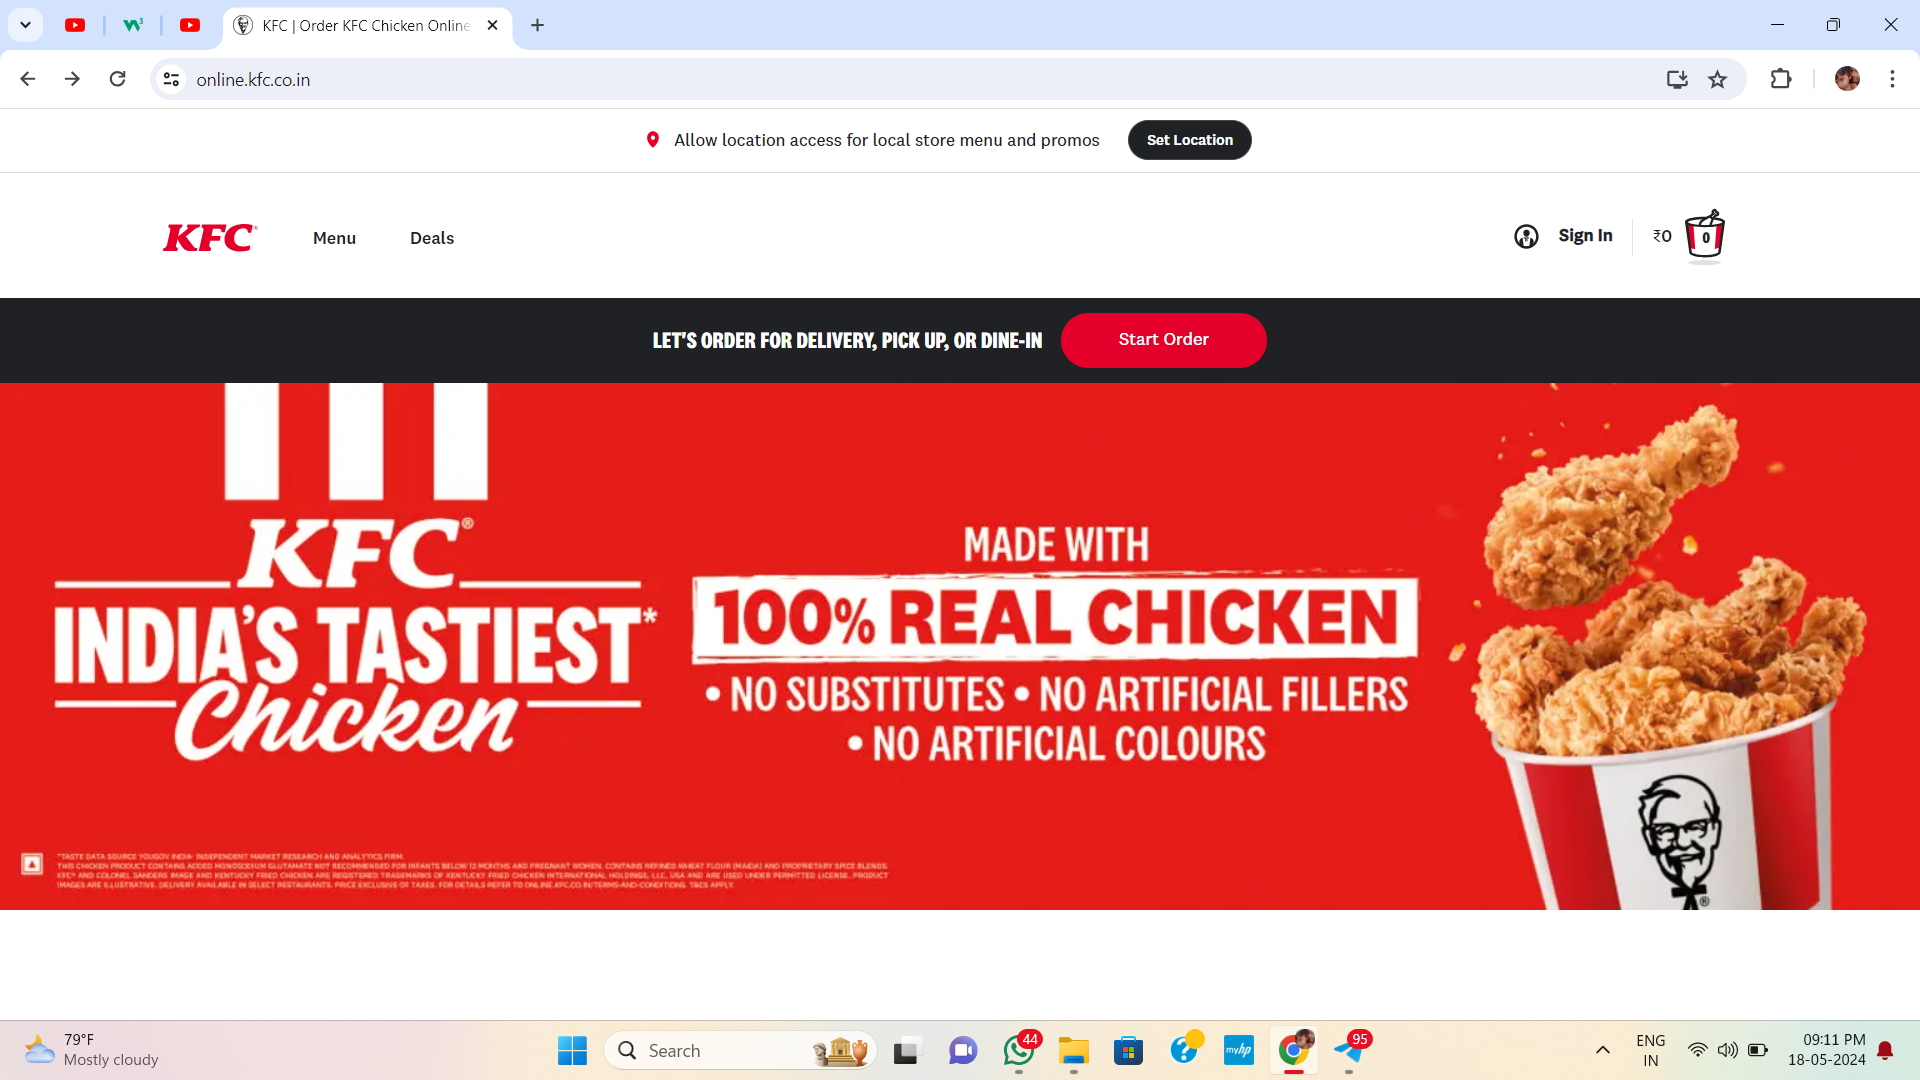 KFC | Order KFC Chicken Online
online.kfc.co.in
Allow location access for local store menu and promos
Set Location
KFC
Menu
Deals
Sign In
₹0
0
LET'S ORDER FOR DELIVERY, PICK UP, OR DINE-IN
Start Order
KFC®
INDIA'S TASTIEST*
Chicken
MADE WITH
100% REAL CHICKEN
• NO SUBSTITUTES • NO ARTIFICIAL FILLERS
• NO ARTIFICIAL COLOURS
*TASTE DATA SOURCE YOUGOV INDIA- INDEPENDENT MARKET RESEARCH AND ANALYTICS FIRM.
THIS CHICKEN PRODUCT CONTAINS ADDED MONOSODIUM GLUTAMATE NOT RECOMMENDED FOR INFANTS BELOW 12 MONTHS AND PREGNANT WOMEN. CONTAINS REFINED WHEAT FLOUR (MAIDA) AND PROPRIETARY SPICE BLENDS.
KFC® AND COLONEL SANDERS IMAGE AND KENTUCKY FRIED CHICKEN ARE REGISTERED TRADEMARKS OF KENTUCKY FRIED CHICKEN INTERNATIONAL HOLDINGS, LLC, USA AND ARE USED UNDER PERMITTED LICENSE. PRODUCT
IMAGES ARE ILLUSTRATIVE. DELIVERY AVAILABLE IN SELECT RESTAURANTS. PRICE EXCLUSIVE OF TAXES. FOR DETAILS REFER TO ONLINE.KFC.CO.IN/TERMS-AND-CONDITIONS. T&CS APPLY.
®
79°F
Mostly cloudy
Search
44
myhp
95
ENG
IN
09:11 PM
18-05-2024